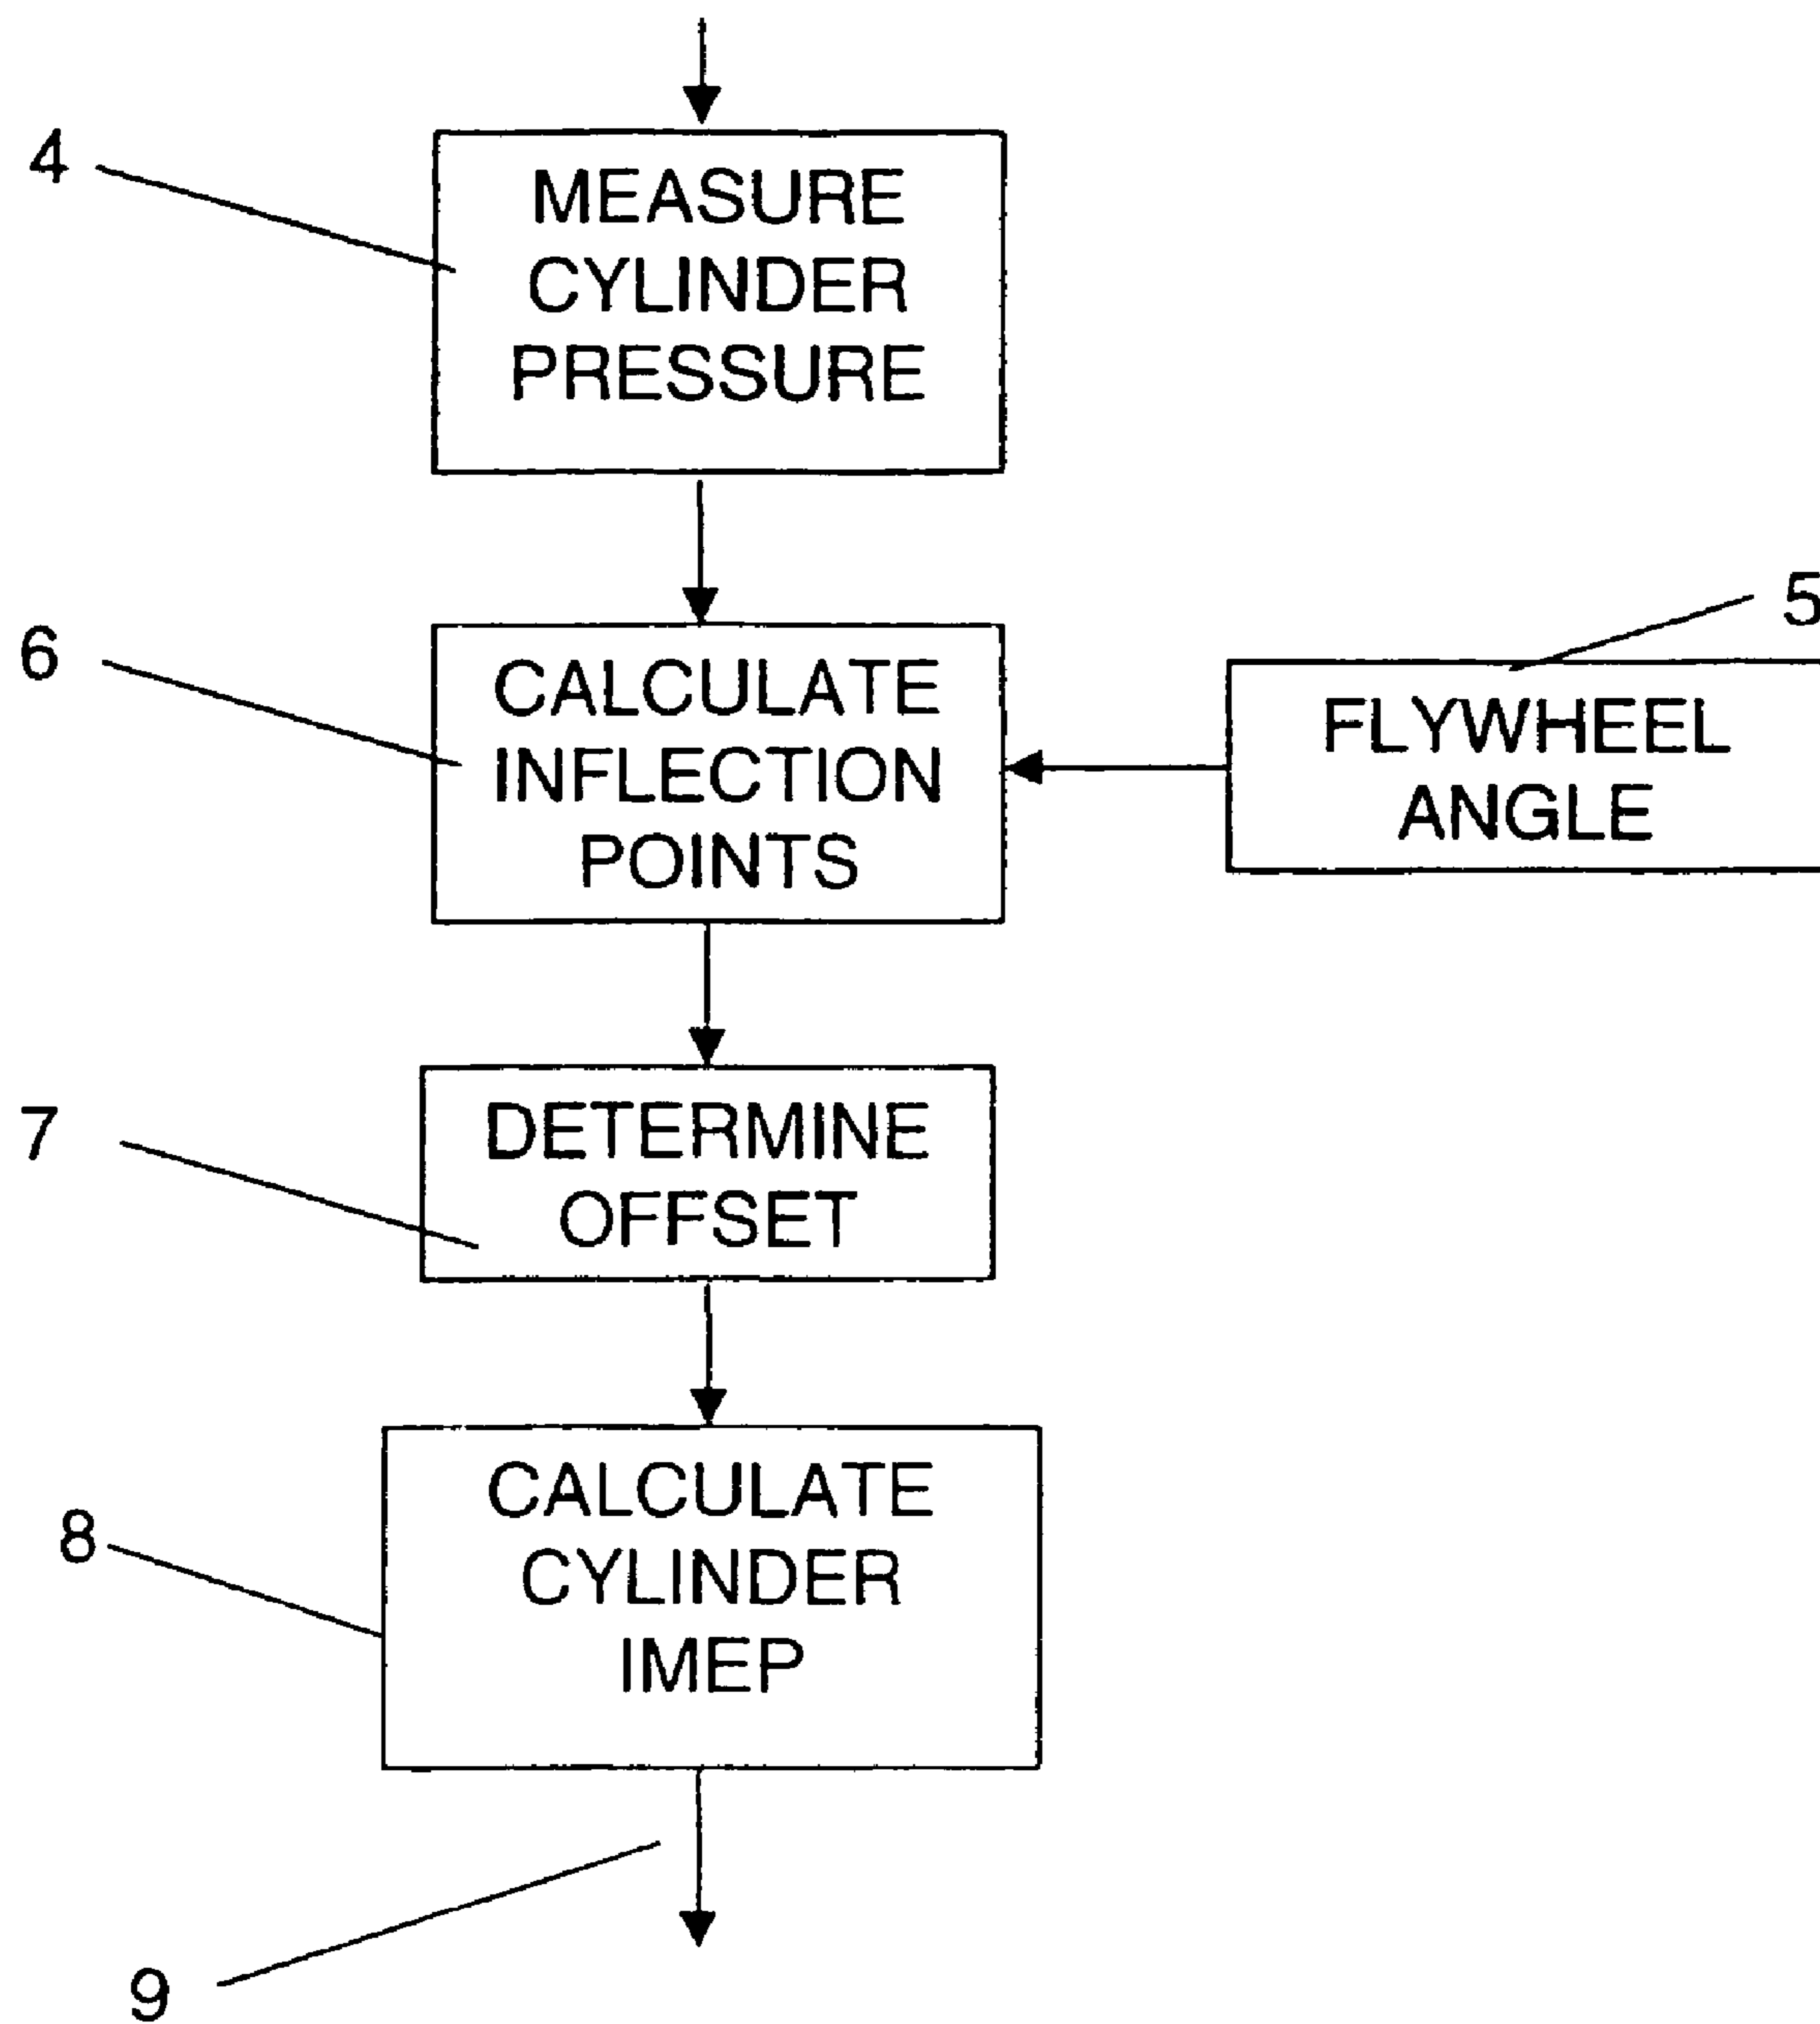 4
MEASURE
CYLINDER
PRESSURE
5
6
CALCULATE
INFLECTION
POINTS
FLYWHEEL
ANGLE
7
DETERMINE
OFFSET
8
CALCULATE
CYLINDER
IMEP
9